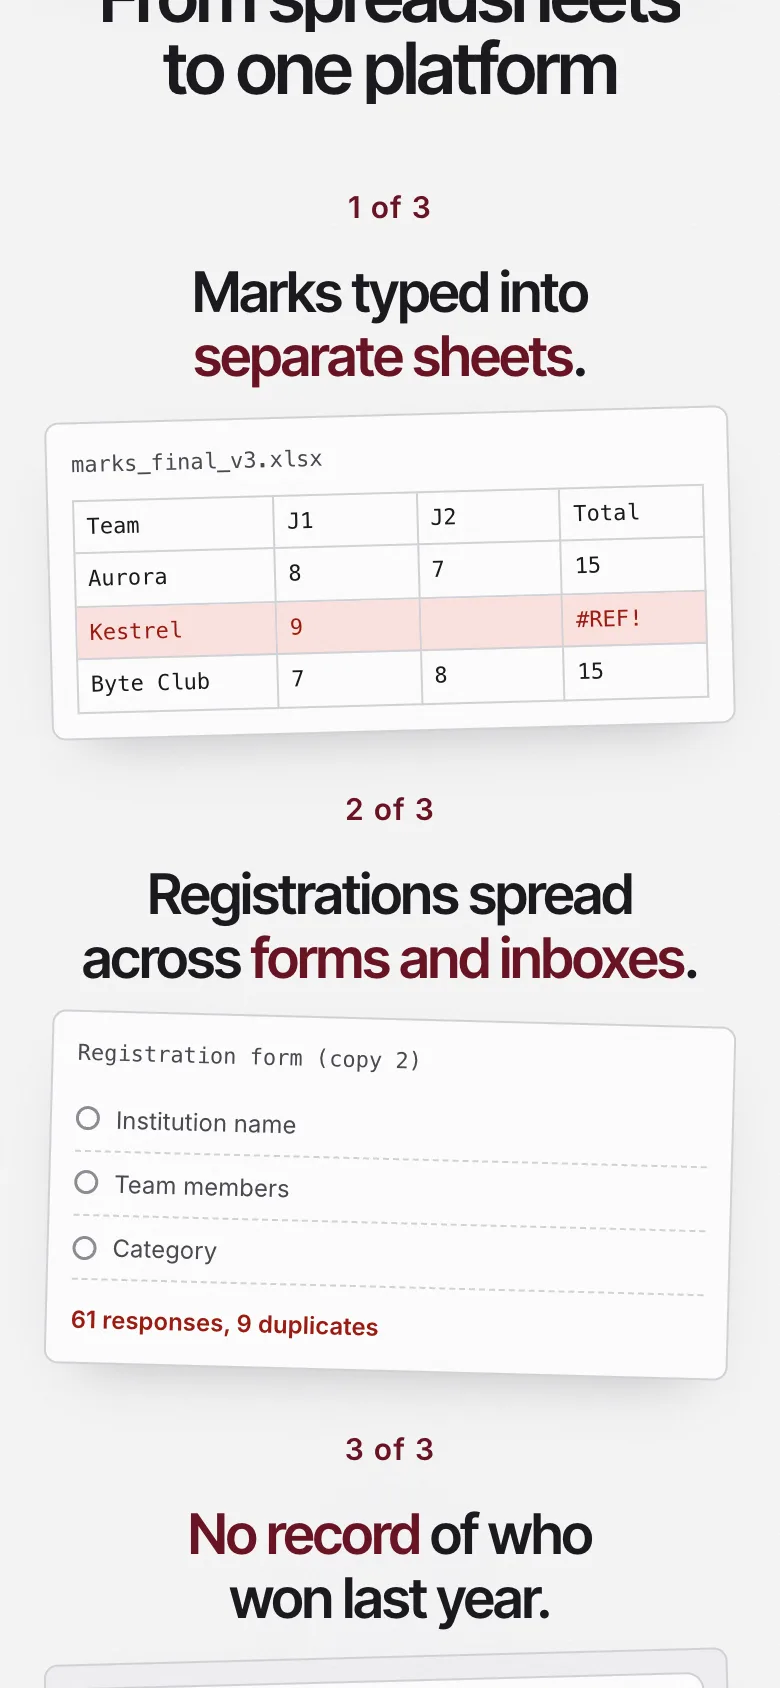 From spreadsheets
to one platform
1 of 3
Marks typed into
separate sheets.
marks_final_v3.xlsx
Team J1 J2 Total
Aurora 8 7 15
Kestrel 9 #REF!
Byte Club 7 8 15
2 of 3
Registrations spread
across forms and inboxes.
Registration form (copy 2)
Institution name
Team members
Category
61 responses, 9 duplicates
3 of 3
No record of who
won last year.